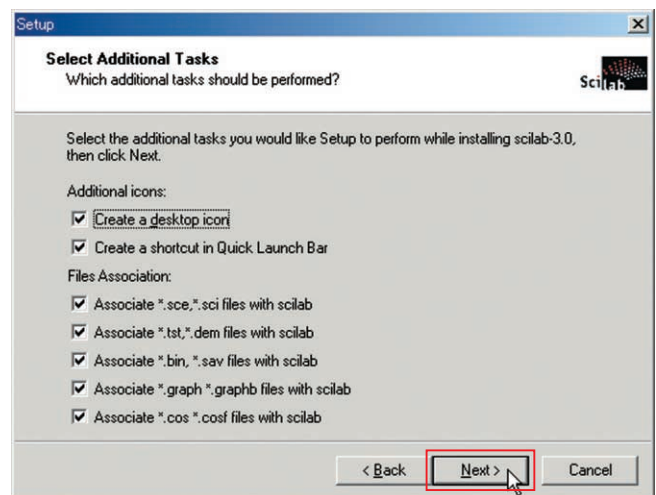 Setup
Select Additional Tasks
Which additional tasks should be performed?
Scilab
Select the additional tasks you would like Setup to perform while installing scilab-3.0,
then click Next.
Additional icons:
Create a desktop icon
Create a shortcut in Quick Launch Bar
Files Association:
Associate *.sce,*.sci files with scilab
Associate *.tst,*.dem files with scilab
Associate *.bin, *.sav files with scilab
Associate *.graph *.graphb files with scilab
Associate *.cos *.cosf files with scilab
< Back
Next >
Cancel